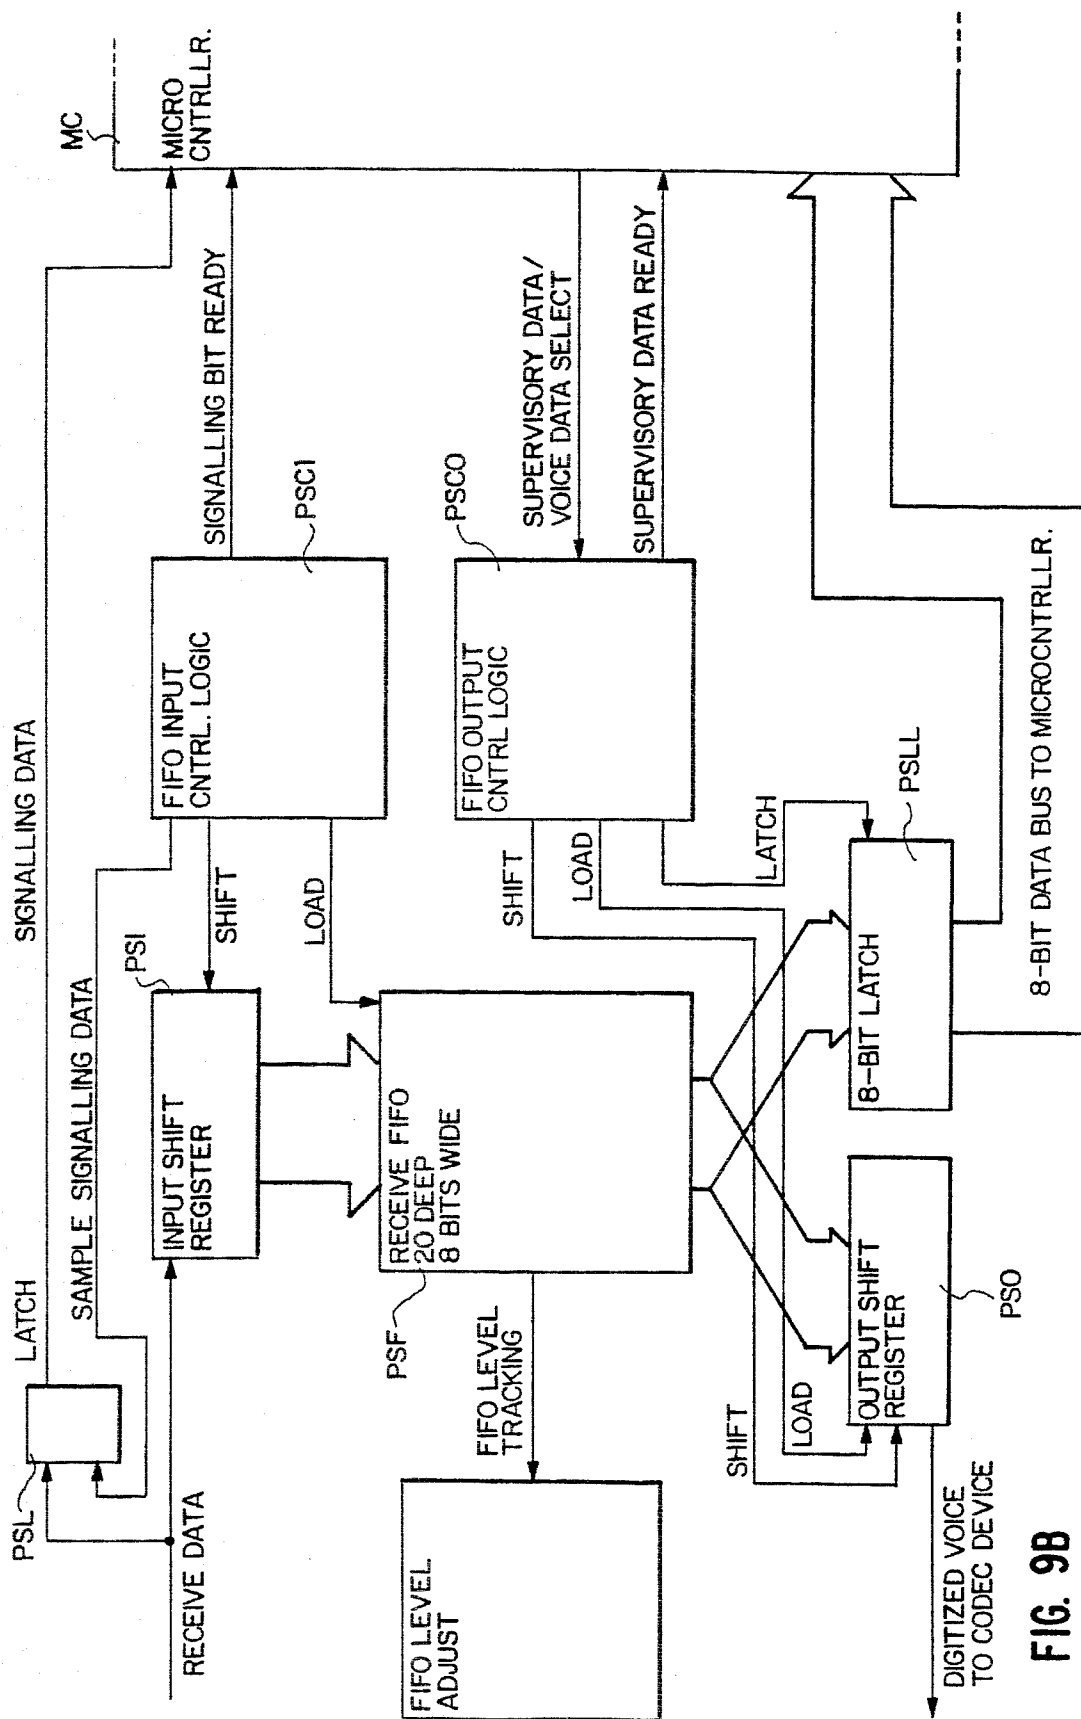 MC
MICRO
CNTRLLR.
SIGNALLING DATA
SIGNALLING BIT READY
SUPERVISORY DATA/
VOICE DATA SELECT
SUPERVISORY DATA READY
8-BIT DATA BUS TO MICROCNTRLLR.
PSCI
FIFO INPUT
CNTRL. LOGIC
PSCO
FIFO OUTPUT
CNTRL LOGIC
SAMPLE SIGNALLING DATA
SHIFT
LOAD
SHIFT
LOAD
LATCH
PSLL
8-BIT LATCH
PSI
INPUT SHIFT
REGISTER
RECEIVE FIFO
20 DEEP
8 BITS WIDE
PSF
LATCH
PSL
RECEIVE DATA
FIFO LEVEL
TRACKING
FIFO LEVEL
ADJUST
SHIFT
LOAD
OUTPUT SHIFT
REGISTER
PSO
DIGITIZED VOICE
TO CODEC DEVICE
FIG. 9B